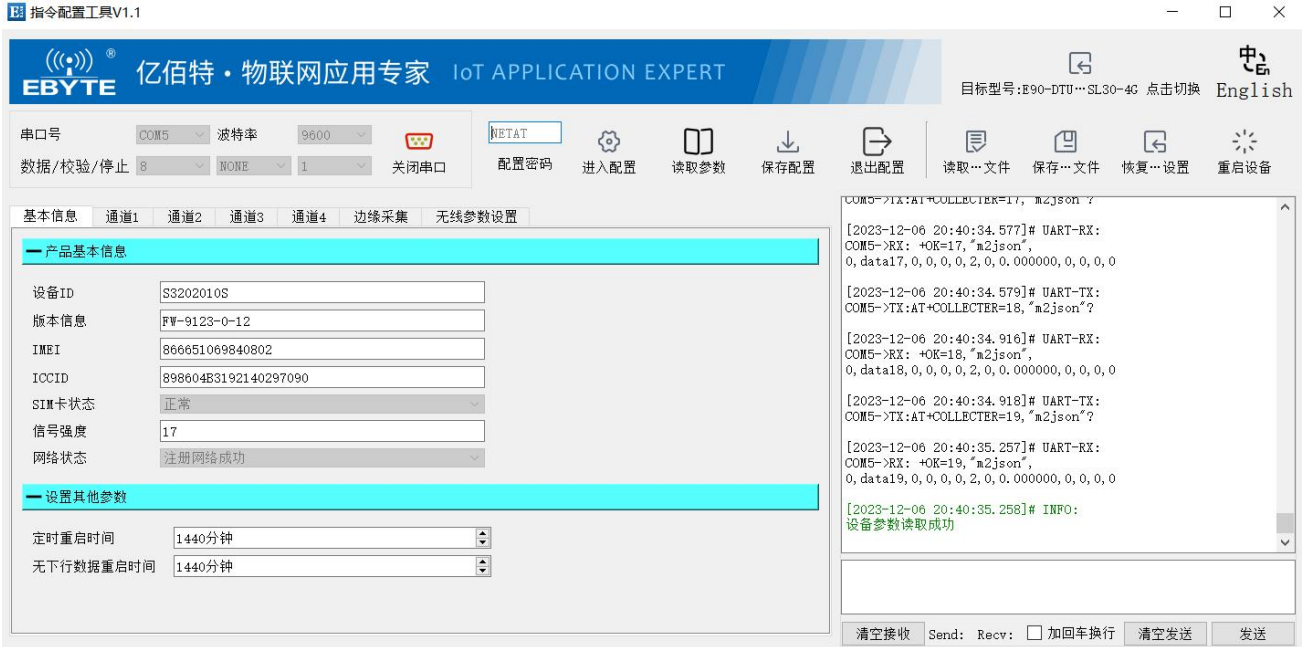 指令配置工具V1.1
EBYTE ®
亿佰特·物联网应用专家 IoT APPLICATION EXPERT
目标型号:E90-DTU…SL30-4G 点击切换
中 En
English
串口号 COM5 波特率 9600
数据/校验/停止 8 NONE 1
关闭串口
NETAT
配置密码
进入配置
读取参数
保存配置
退出配置
读取…文件
保存…文件
恢复…设置
重启设备
基本信息 通道1 通道2 通道3 通道4 边缘采集 无线参数设置
产品基本信息
设备ID S3202010S
版本信息 FW-9123-0-12
IMEI 866651069840802
ICCID 898604B3192140297090
SIM卡状态 正常
信号强度 17
网络状态 注册网络成功
设置其他参数
定时重启时间 1440分钟
无下行数据重启时间 1440分钟
COM5->TX:AT+COLLECTER=17,"m2json"?
[2023-12-06 20:40:34.577]# UART-RX:
COM5->RX: +OK=17,"m2json",
0,data17,0,0,0,0,2,0,0.000000,0,0,0,0
[2023-12-06 20:40:34.579]# UART-TX:
COM5->TX:AT+COLLECTER=18,"m2json"?
[2023-12-06 20:40:34.916]# UART-RX:
COM5->RX: +OK=18,"m2json",
0,data18,0,0,0,0,2,0,0.000000,0,0,0,0
[2023-12-06 20:40:34.918]# UART-TX:
COM5->TX:AT+COLLECTER=19,"m2json"?
[2023-12-06 20:40:35.257]# UART-RX:
COM5->RX: +OK=19,"m2json",
0,data19,0,0,0,0,2,0,0.000000,0,0,0,0
[2023-12-06 20:40:35.258]# INFO:
设备参数读取成功
清空接收 Send: Recv: 加回车换行 清空发送 发送